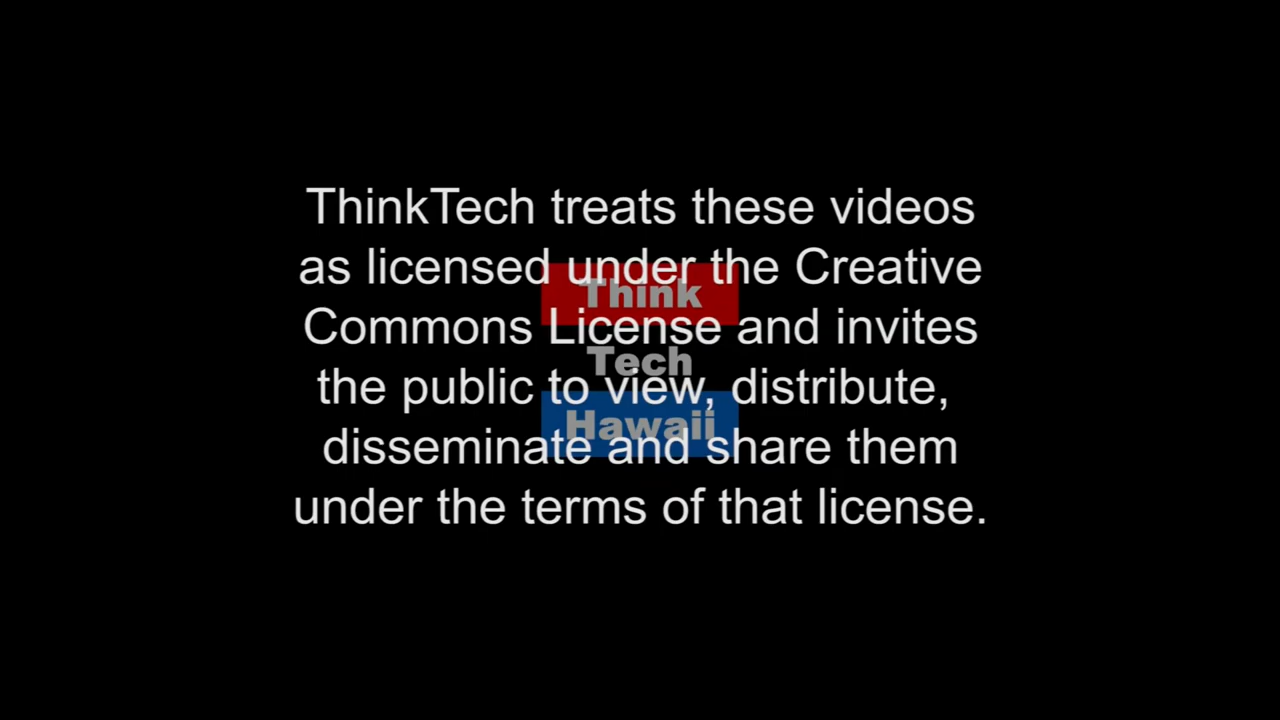 ThinkTech treats these videos
as licensed under the Creative
Think
Commons License and invites
Tech
the public to view, distribute,
Hawaii
disseminate and share them
under the terms of that license.